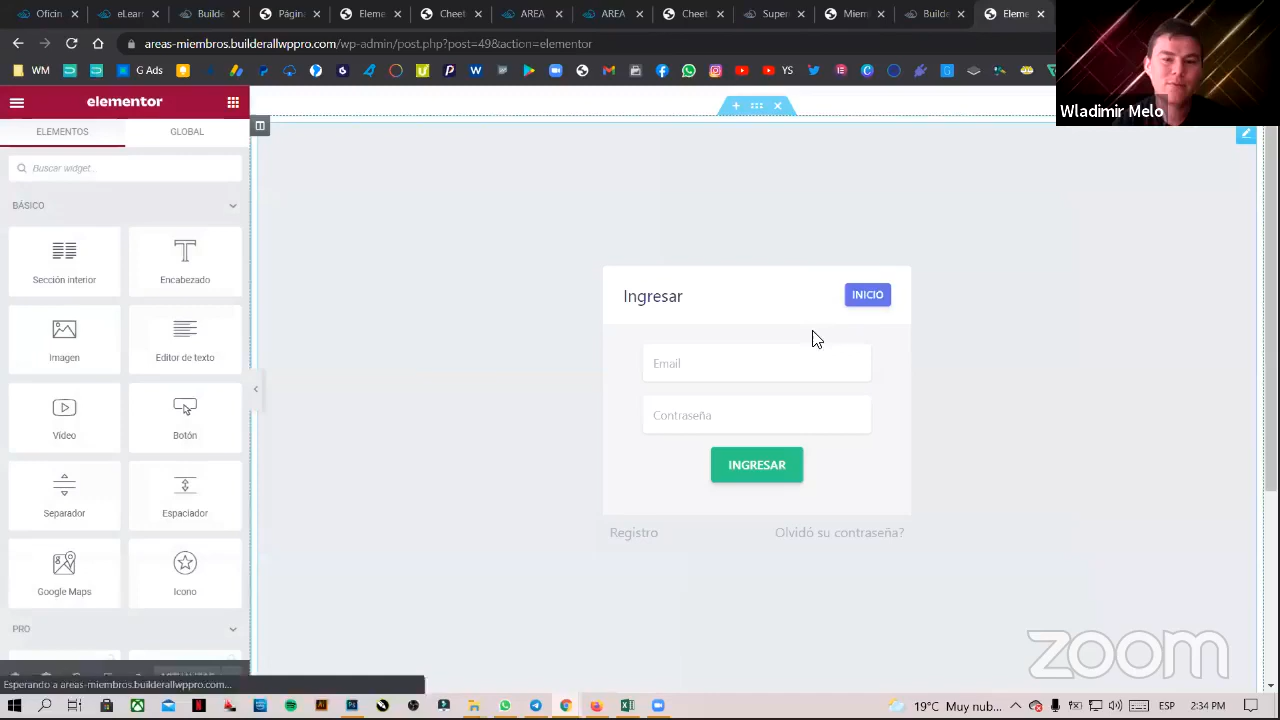 Oficin
eLear
Builde
Págin
Eleme
Cheet
AREA
AREA
Cheet
Super
Miem
Builde
Eleme
areas-miembros.builderallwppro.com/wp-admin/post.php?post=49&action=elementor
WM
G Ads
YS
elementor
ELEMENTOS
GLOBAL
Buscar widget...
BÁSICO
Sección interior
Encabezado
Imagen
Editor de texto
Vídeo
Botón
Separador
Espaciador
Google Maps
Icono
PRO
Esperando a areas-miembros.builderallwppro.com...
Ingresar
INICIO
Email
Contraseña
INGRESAR
Registro
Olvidó su contraseña?
Wladimir Melo
zoom
19°C Muy nub...
ESP
2:34 PM